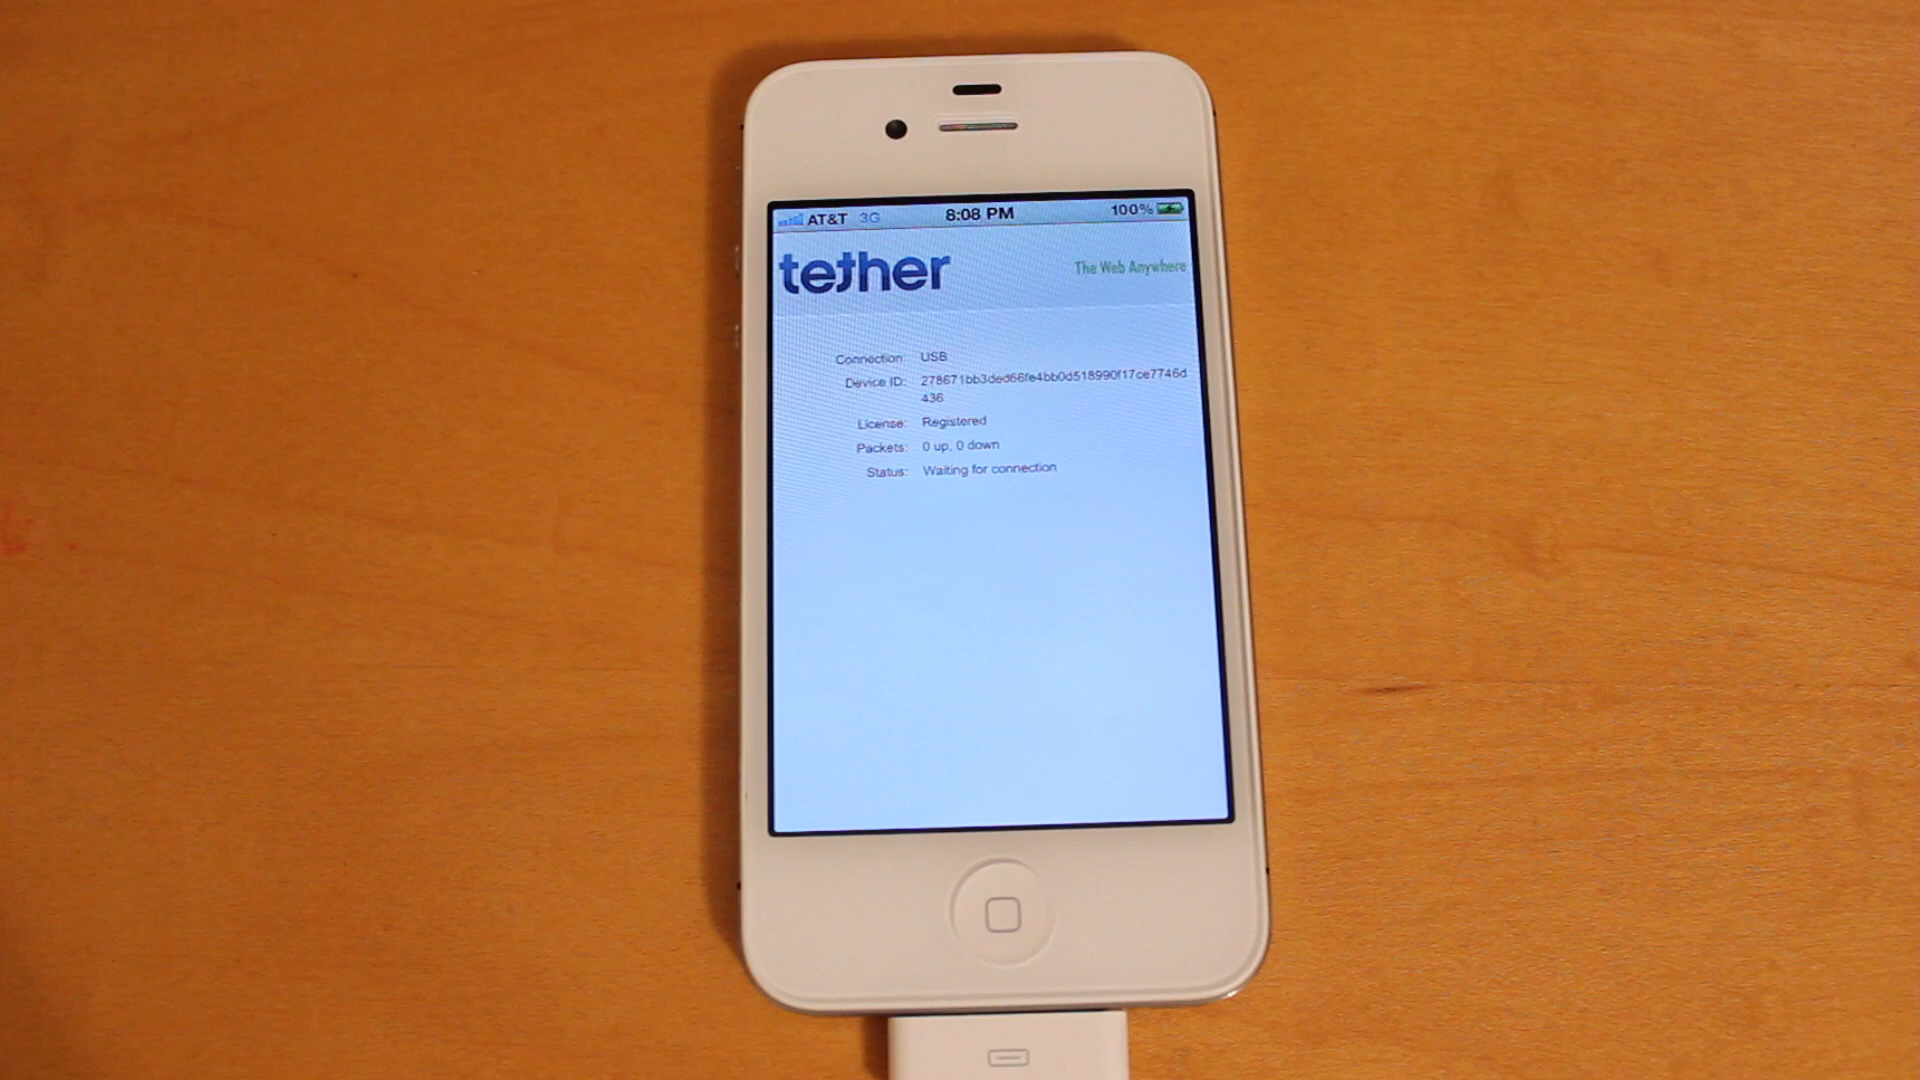 AT&T 3G 8:08 PM 100%
tether The Web Anywhere
Connection: USB
Device ID: 278671bb3ded66fe4bb0d518990f17ce7746d
436
License: Registered
Packets: 0 up, 0 down
Status: Waiting for connection